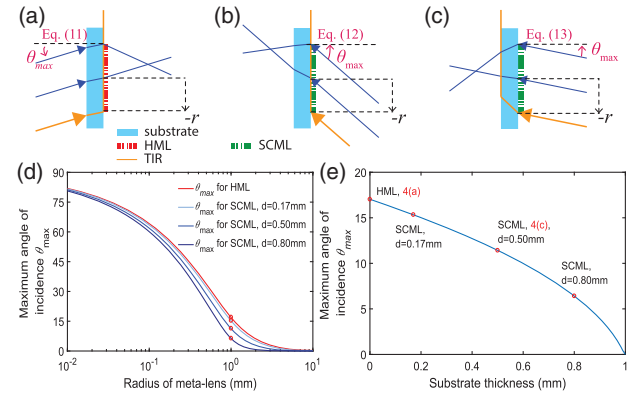 (a)
Eq. (11)
θmax
-r
(b)
Eq. (12)
θmax
-r
(c)
Eq. (13)
θmax
-r
substrate
HML
TIR
SCML
(d)
Maximum angle of
incidence θmax
90
75
60
45
30
15
0
10-2
10-1
100
101
Radius of meta-lens (mm)
θmax for HML
θmax for SCML, d=0.17mm
θmax for SCML, d=0.50mm
θmax for SCML, d=0.80mm
(e)
Maximum angle of
incidence θmax
20
15
10
5
0
0
0.2
0.4
0.6
0.8
1
Substrate thickness (mm)
HML, 4(a)
SCML,
d=0.17mm
SCML, 4(c),
d=0.50mm
SCML,
d=0.80mm